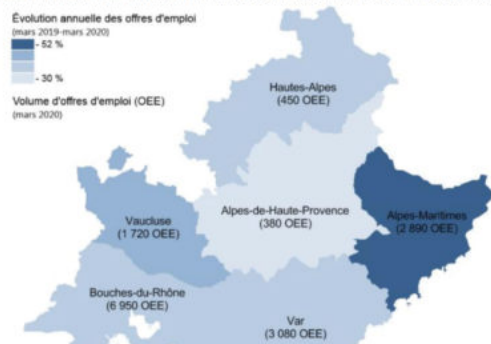 Évolution annuelle des offres d'emploi
(mars 2019-mars 2020)
- 52 %
- 30 %
Volume d'offres d'emploi (OEE)
(mars 2020)
Hautes-Alpes
(450 OEE)
Alpes-de-Haute-Provence
(380 OEE)
Alpes-Maritimes
(2 890 OEE)
Vaucluse
(1 720 OEE)
Bouches-du-Rhône
(6 950 OEE)
Var
(3 080 OEE)